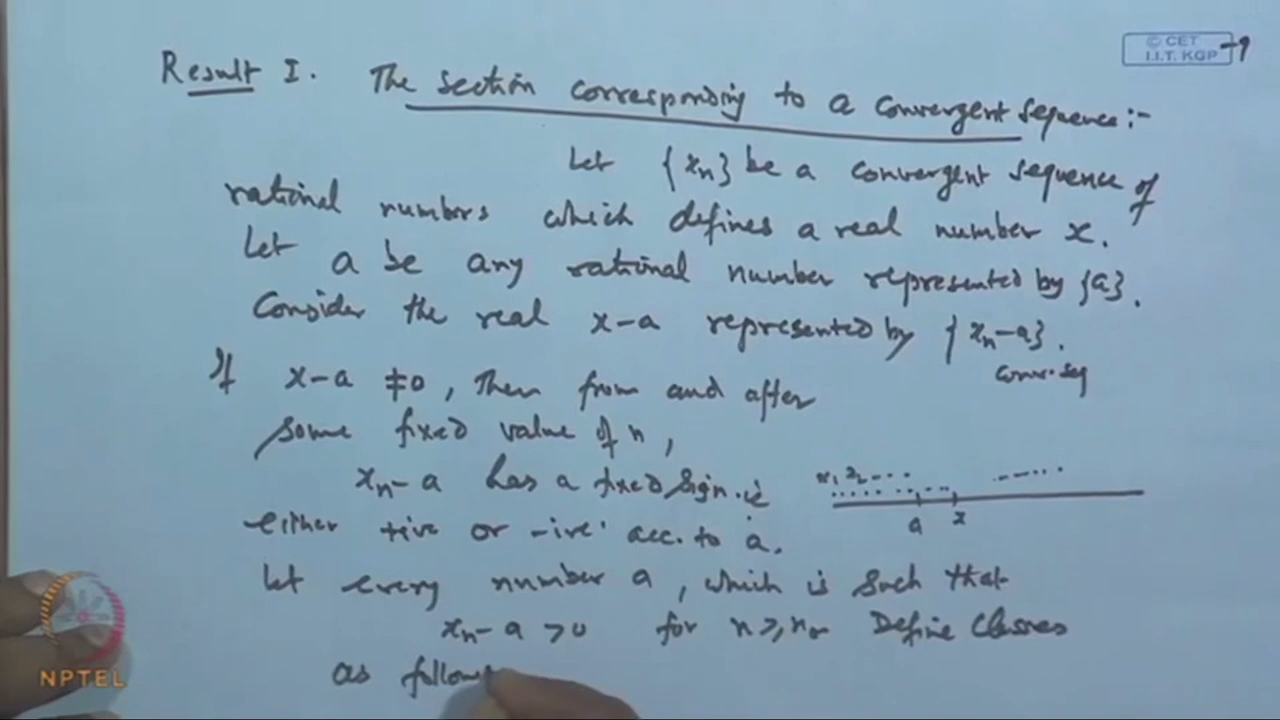 © CET
I.I.T. KGP
Result I. The section corresponding to a convergent sequence:-
Let {xn} be a convergent sequence of
rational numbers which defines a real number x.
Let a be any rational number represented by {a}.
Consider the real x-a represented by {xn-a}.
conv. seq
If x-a ≠0, then from and after
some fixed value of n,
xn-a has a fixed sign. ie
a x
either +ive or -ive acc. to a.
Let every number a, which is such that
xn-a >0 for n≥n0. Define classes
as follow
NPTEL